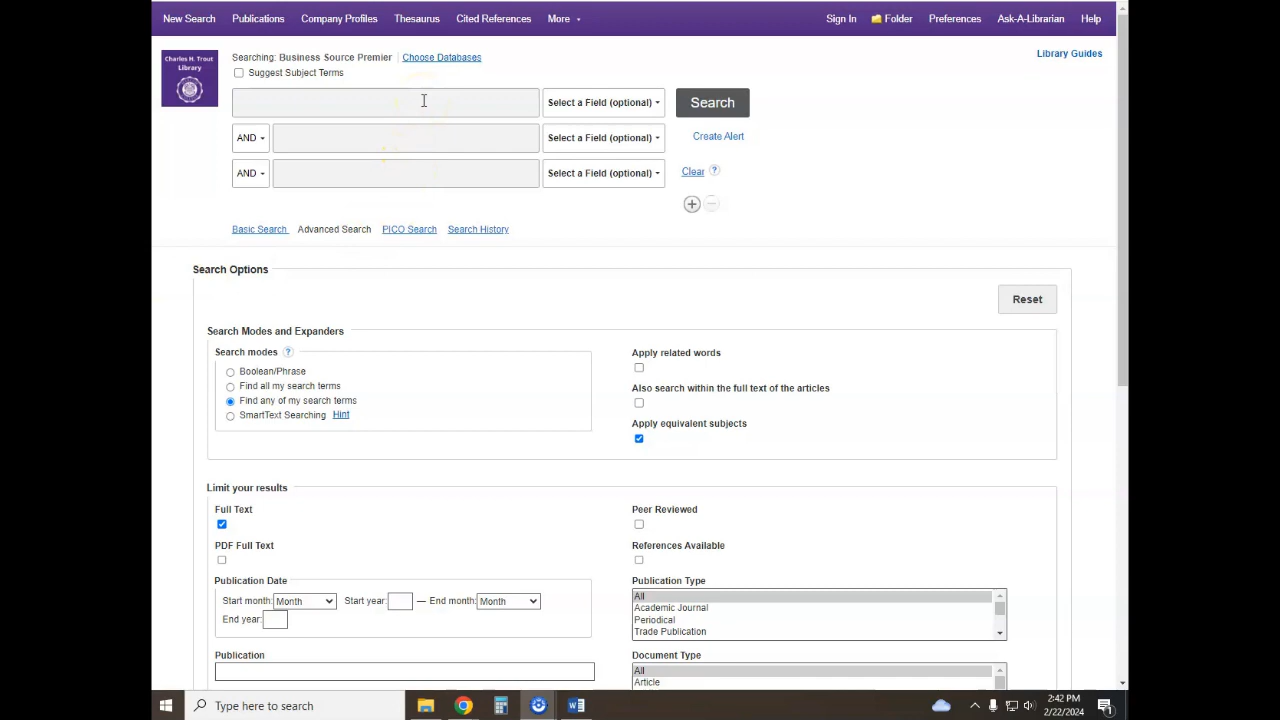 New Search Publications Company Profiles Thesaurus Cited References More Sign In Folder Preferences Ask-A-Librarian Help
Charles H. Trout
Library
Searching: Business Source Premier Choose Databases Library Guides
Suggest Subject Terms
Select a Field (optional) Search
AND Select a Field (optional) Create Alert
AND Select a Field (optional) Clear ?
Basic Search Advanced Search PICO Search Search History
Search Options
Reset
Search Modes and Expanders
Search modes ?
Boolean/Phrase
Find all my search terms
Find any of my search terms
SmartText Searching Hint
Apply related words
Also search within the full text of the articles
Apply equivalent subjects
Limit your results
Full Text
PDF Full Text
Publication Date
Start month: Month Start year: — End month: Month
End year:
Publication
Peer Reviewed
References Available
Publication Type
All
Academic Journal
Periodical
Trade Publication
Document Type
All
Article
Type here to search
2:42 PM
2/22/2024
1